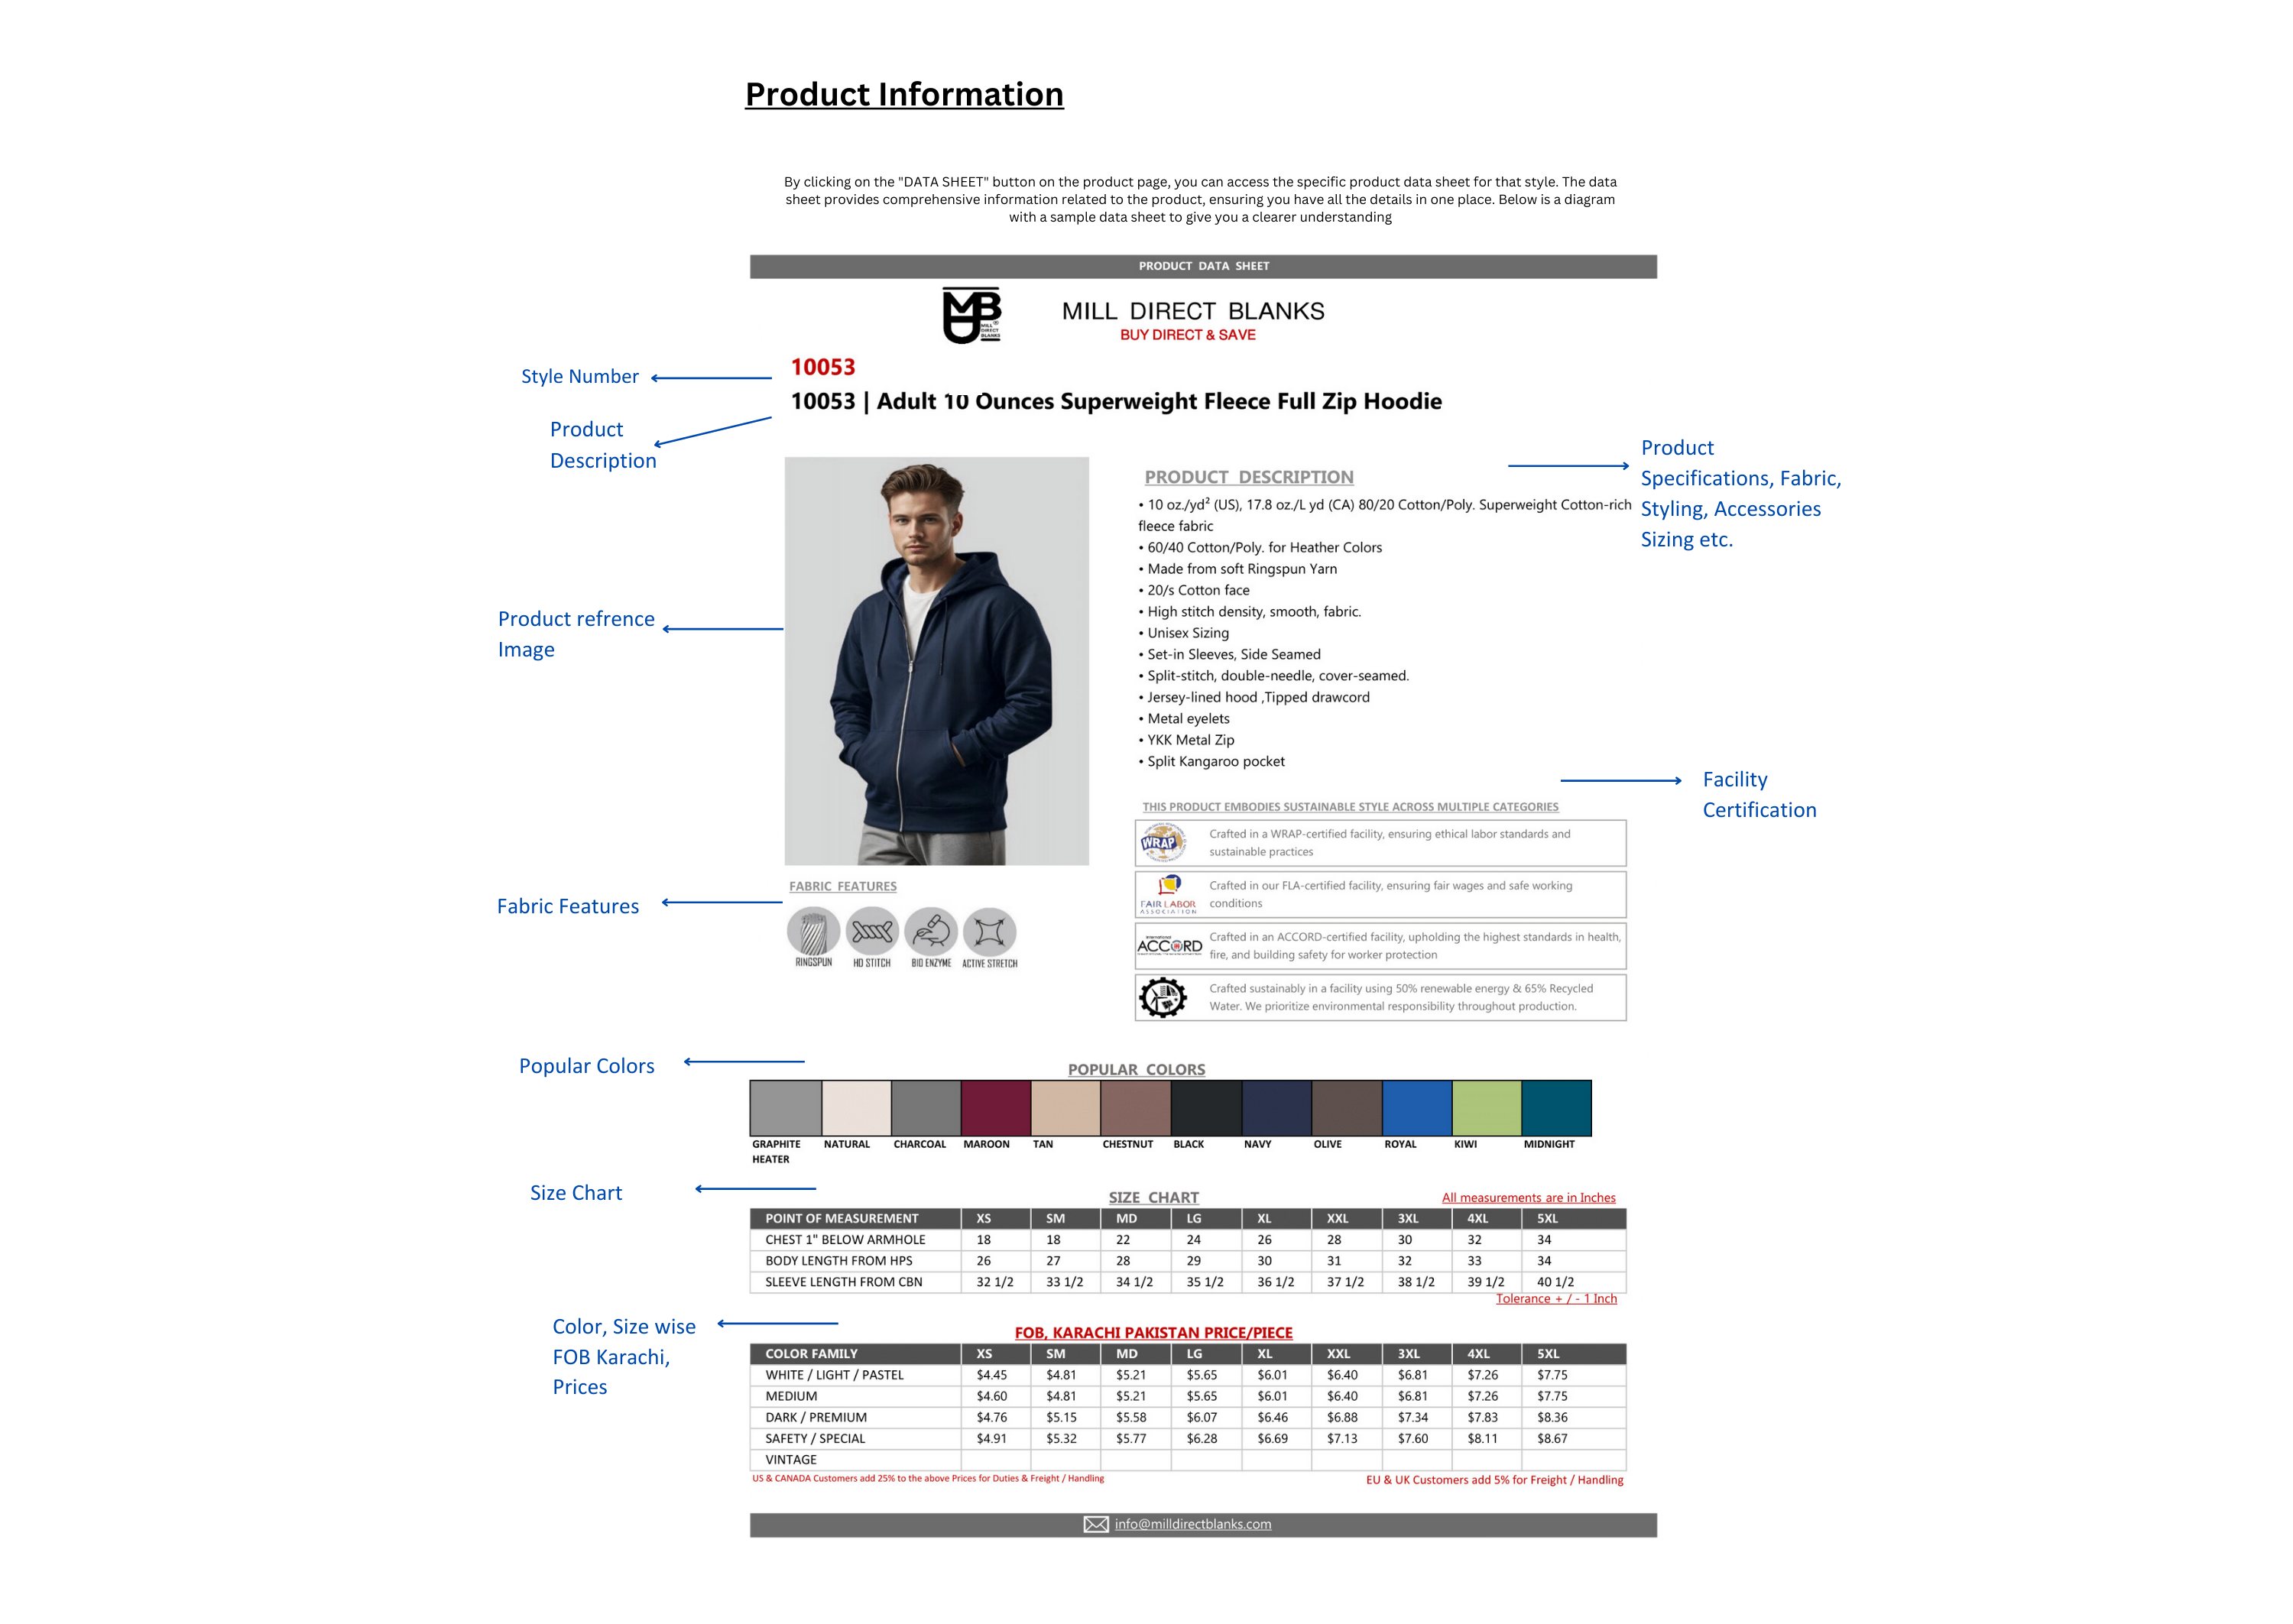 Product Information
By clicking on the "DATA SHEET" button on the product page, you can access the specific product data sheet for that style. The data
sheet provides comprehensive information related to the product, ensuring you have all the details in one place. Below is a diagram
with a sample data sheet to give you a clearer understanding
PRODUCT DATA SHEET
MBU MILL DIRECT BLANKS
MILL DIRECT BLANKS
BUY DIRECT & SAVE
Style Number
10053
10053 | Adult 10 Ounces Superweight Fleece Full Zip Hoodie
Product
Description
Product
Specifications, Fabric,
Styling, Accessories
Sizing etc.
PRODUCT DESCRIPTION
• 10 oz./yd² (US), 17.8 oz./L yd (CA) 80/20 Cotton/Poly. Superweight Cotton-rich
fleece fabric
• 60/40 Cotton/Poly. for Heather Colors
• Made from soft Ringspun Yarn
• 20/s Cotton face
• High stitch density, smooth, fabric.
• Unisex Sizing
• Set-in Sleeves, Side Seamed
• Split-stitch, double-needle, cover-seamed.
• Jersey-lined hood ,Tipped drawcord
• Metal eyelets
• YKK Metal Zip
• Split Kangaroo pocket
Product refrence
Image
Facility
Certification
THIS PRODUCT EMBODIES SUSTAINABLE STYLE ACROSS MULTIPLE CATEGORIES
WRAP
Crafted in a WRAP-certified facility, ensuring ethical labor standards and
sustainable practices
FAIR LABOR
ASSOCIATION
Crafted in our FLA-certified facility, ensuring fair wages and safe working
conditions
International
ACCORD
Crafted in an ACCORD-certified facility, upholding the highest standards in health,
fire, and building safety for worker protection
Crafted sustainably in a facility using 50% renewable energy & 65% Recycled
Water. We prioritize environmental responsibility throughout production.
Fabric Features
FABRIC FEATURES
RINGSPUN HD STITCH BIO ENZYME ACTIVE STRETCH
Popular Colors
POPULAR COLORS
GRAPHITE NATURAL CHARCOAL MAROON TAN CHESTNUT BLACK NAVY OLIVE ROYAL KIWI MIDNIGHT
HEATER
Size Chart
SIZE CHART
All measurements are in Inches
POINT OF MEASUREMENT XS SM MD LG XL XXL 3XL 4XL 5XL
CHEST 1" BELOW ARMHOLE 18 18 22 24 26 28 30 32 34
BODY LENGTH FROM HPS 26 27 28 29 30 31 32 33 34
SLEEVE LENGTH FROM CBN 32 1/2 33 1/2 34 1/2 35 1/2 36 1/2 37 1/2 38 1/2 39 1/2 40 1/2
Tolerance + / - 1 Inch
Color, Size wise
FOB Karachi,
Prices
FOB, KARACHI PAKISTAN PRICE/PIECE
COLOR FAMILY XS SM MD LG XL XXL 3XL 4XL 5XL
WHITE / LIGHT / PASTEL $4.45 $4.81 $5.21 $5.65 $6.01 $6.40 $6.81 $7.26 $7.75
MEDIUM $4.60 $4.81 $5.21 $5.65 $6.01 $6.40 $6.81 $7.26 $7.75
DARK / PREMIUM $4.76 $5.15 $5.58 $6.07 $6.46 $6.88 $7.34 $7.83 $8.36
SAFETY / SPECIAL $4.91 $5.32 $5.77 $6.28 $6.69 $7.13 $7.60 $8.11 $8.67
VINTAGE
US & CANADA Customers add 25% to the above Prices for Duties & Freight / Handling
EU & UK Customers add 5% for Freight / Handling
info@milldirectblanks.com